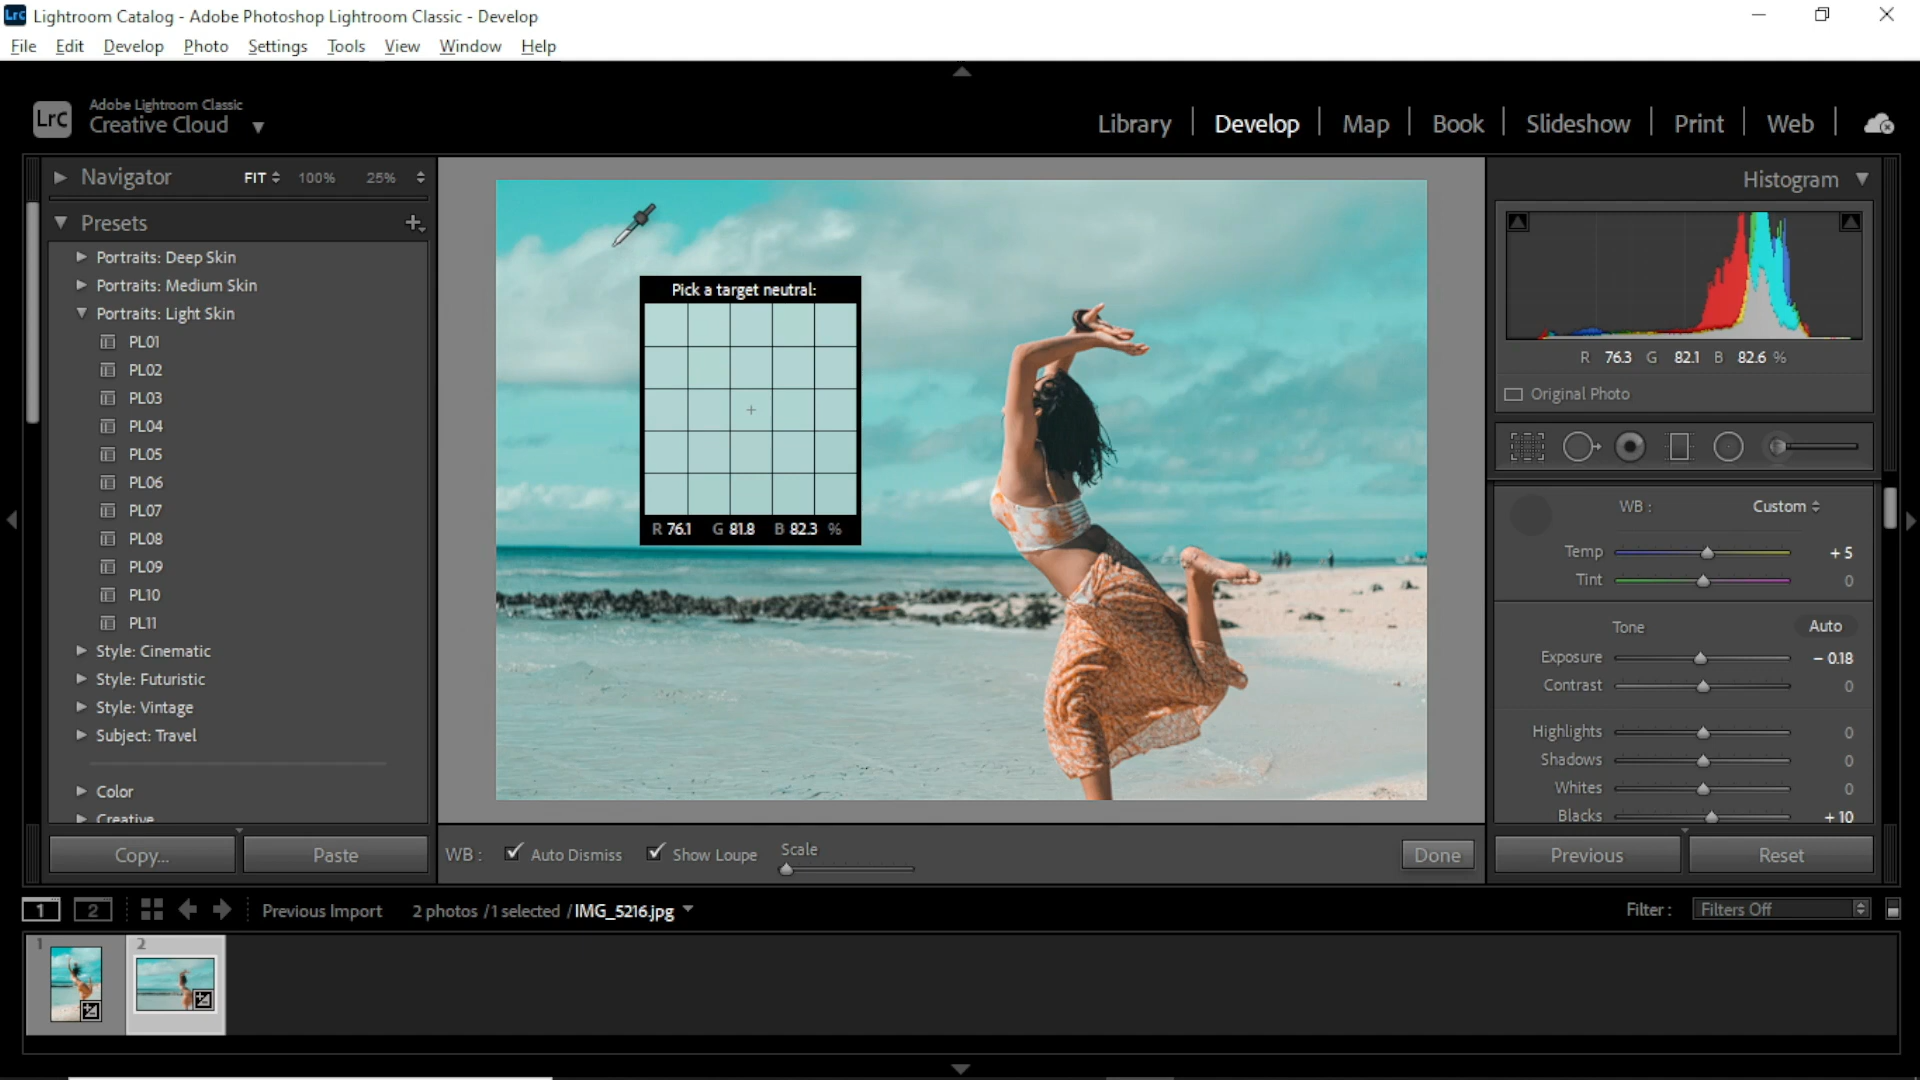 Lrc Lightroom Catalog - Adobe Photoshop Lightroom Classic - Develop
File Edit Develop Photo Settings Tools View Window Help
LrC Adobe Lightroom Classic
Creative Cloud
Library Develop Map Book Slideshow Print Web
Navigator FIT 100% 25%
Presets
Portraits: Deep Skin
Portraits: Medium Skin
Portraits: Light Skin
PL01
PL02
PL03
PL04
PL05
PL06
PL07
PL08
PL09
PL10
PL11
Style: Cinematic
Style: Futuristic
Style: Vintage
Subject: Travel
Color
Creative
Copy... Paste
Pick a target neutral:
R 76.1 G 81.8 B 82.3 %
WB : Auto Dismiss Show Loupe Scale Done
Histogram
R 76.3 G 82.1 B 82.6 %
Original Photo
WB : Custom
Temp + 5
Tint 0
Tone Auto
Exposure – 0.18
Contrast 0
Highlights 0
Shadows 0
Whites 0
Blacks + 10
Previous Reset
1 2 Previous Import 2 photos / 1 selected / IMG_5216.jpg Filter : Filters Off
1 2